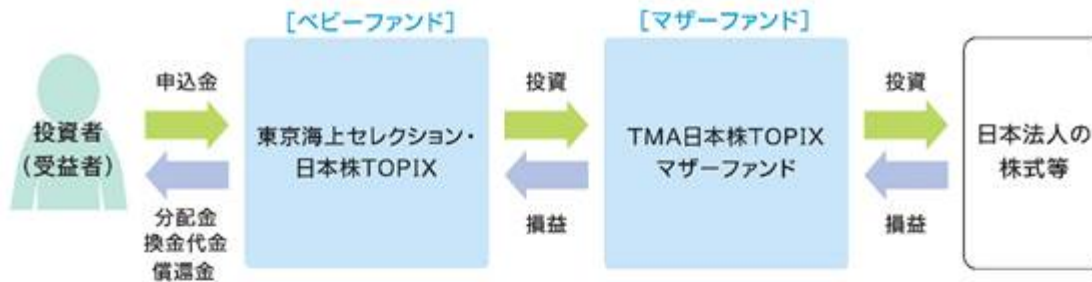 [ベビーファンド]
[マザーファンド]
投資者
(受益者)
申込金
分配金
換金代金
償還金
東京海上セレクション・
日本株TOPIX
投資
損益
TMA日本株TOPIX
マザーファンド
投資
損益
日本法人の
株式等